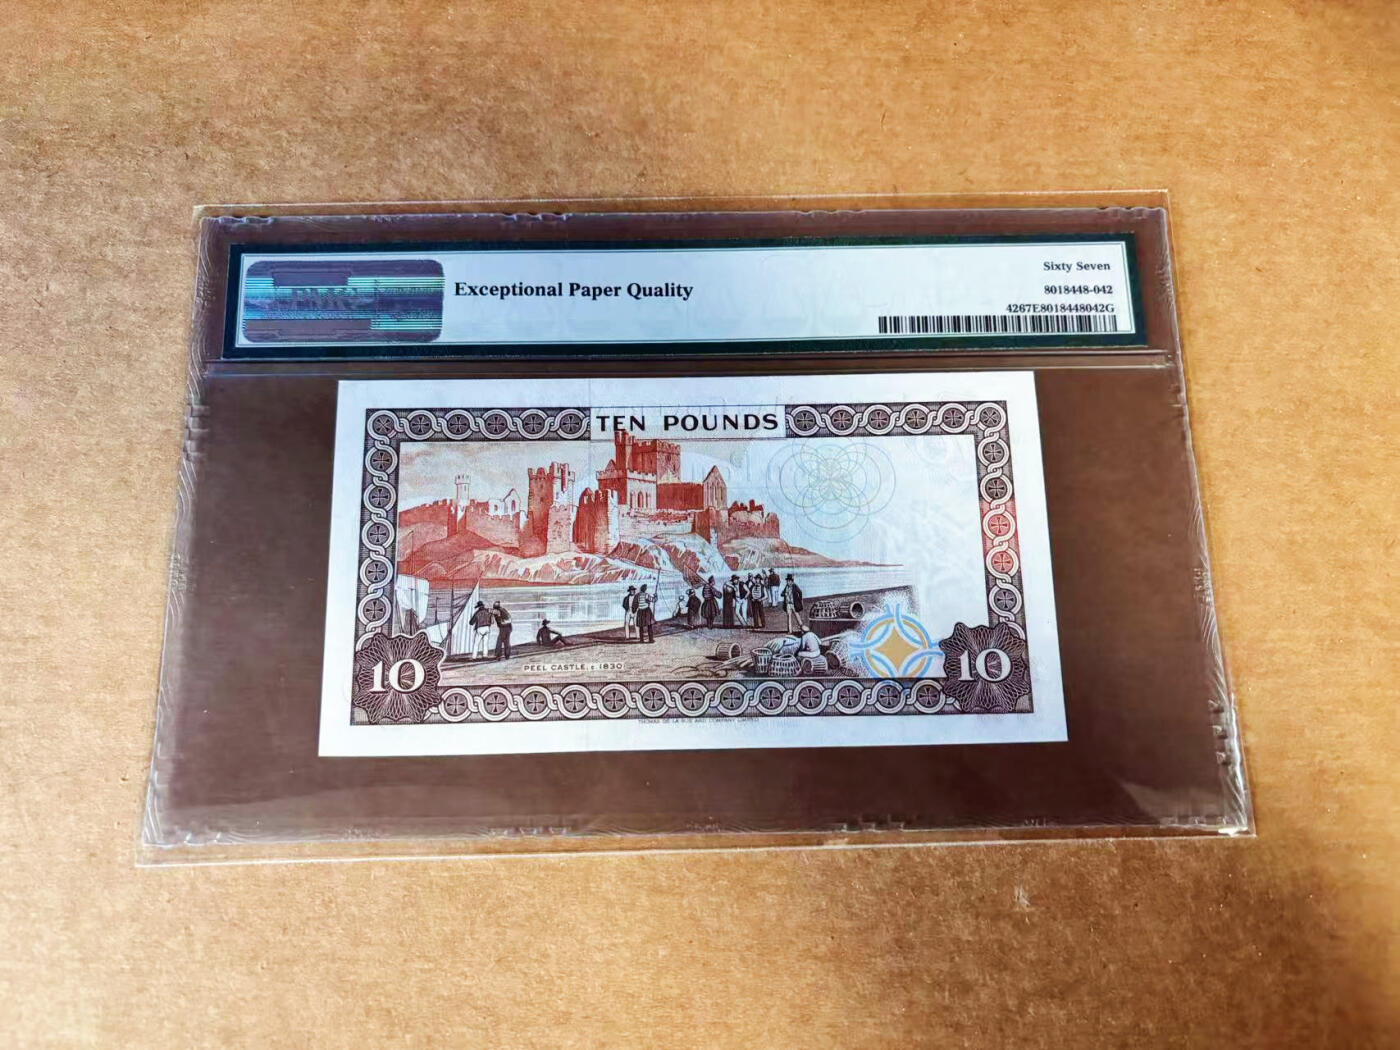 Exceptional Paper Quality
Sixty Seven
8018448-042
4267E8018448042G
TEN POUNDS
PEEL CASTLE. c 1830
10
10
THOMAS DE LA RUE AND COMPANY LIMITED